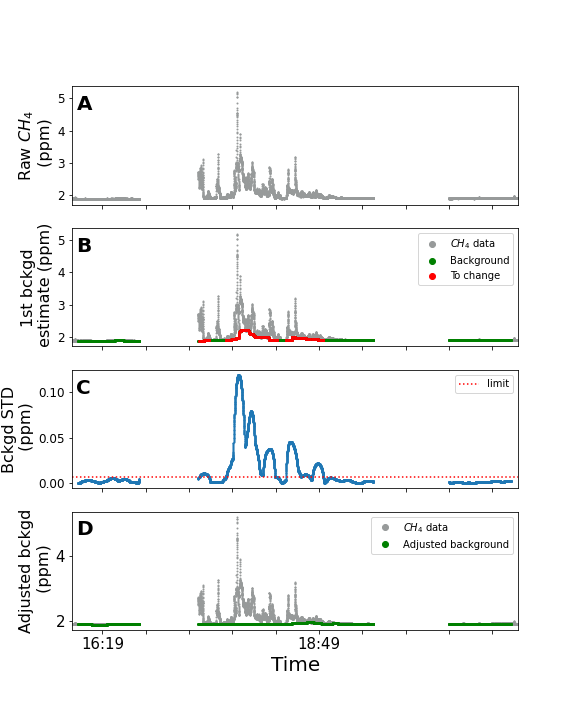 A
Raw CH₄
(ppm)
5
4
3
2
B
1st bckgd
estimate (ppm)
5
4
3
2
CH₄ data
Background
To change
C
Bckgd STD
(ppm)
0.10
0.05
0.00
limit
D
Adjusted bckgd
(ppm)
4
2
CH₄ data
Adjusted background
16:19
18:49
Time